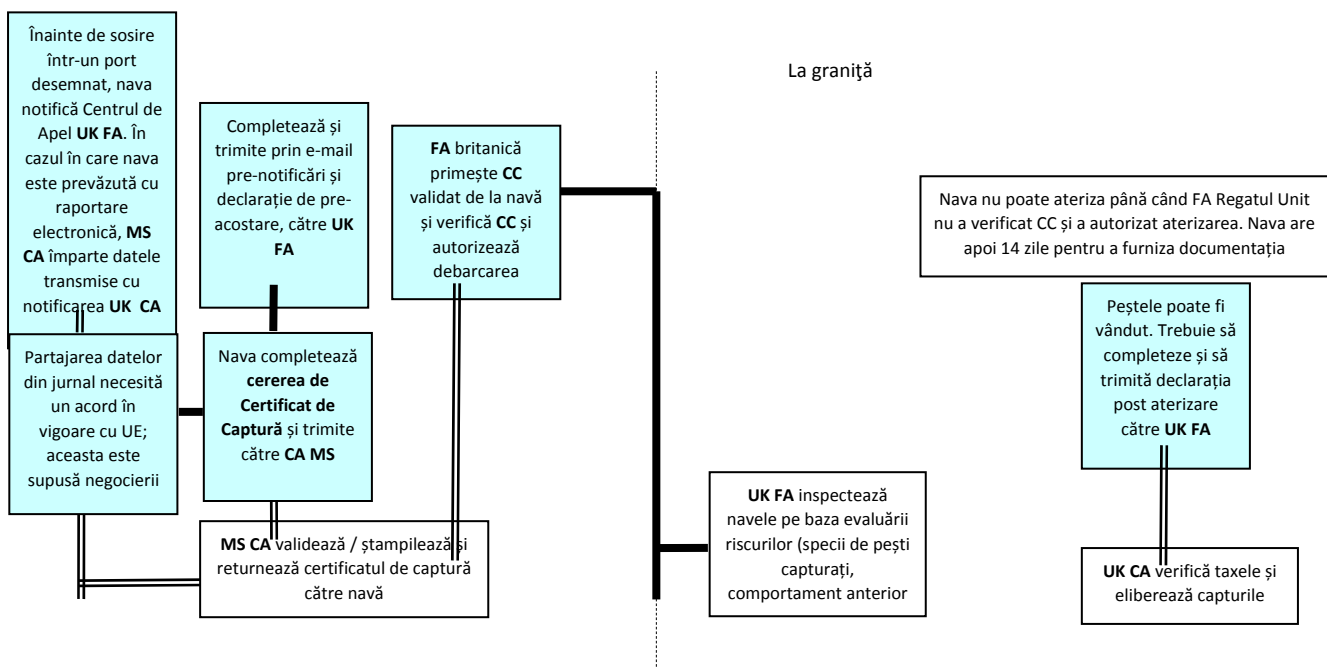 Înainte de sosire
într-un port
desemnat, nava
notifică Centrul de
Apel UK FA. În
cazul în care nava
este prevăzută cu
raportare
electronică, MS
CA împarte datele
transmise cu
notificarea UK CA
Partajarea datelor
din jurnal necesită
un acord în
vigoare cu UE;
aceasta este
supusă negocierii
Completează și
trimite prin e-mail
pre-notificări și
declarație de pre-
acostare, către UK
FA
Nava completează
cererea de
Certificat de
Captură și trimite
către CA MS
MS CA validează / ștampilează și
returnează certificatul de captură
către navă
FA britanică
primește CC
validat de la navă
și verifică CC și
autorizează
debarcarea
La graniţă
UK FA inspectează
navele pe baza evaluării
riscurilor (specii de pești
capturați,
comportament anterior
Nava nu poate ateriza până când FA Regatul Unit
nu a verificat CC și a autorizat aterizarea. Nava are
apoi 14 zile pentru a furniza documentația
Peștele poate fi
vândut. Trebuie să
completeze și să
trimită declarația
post aterizare
către UK FA
UK CA verifică taxele și
eliberează capturile